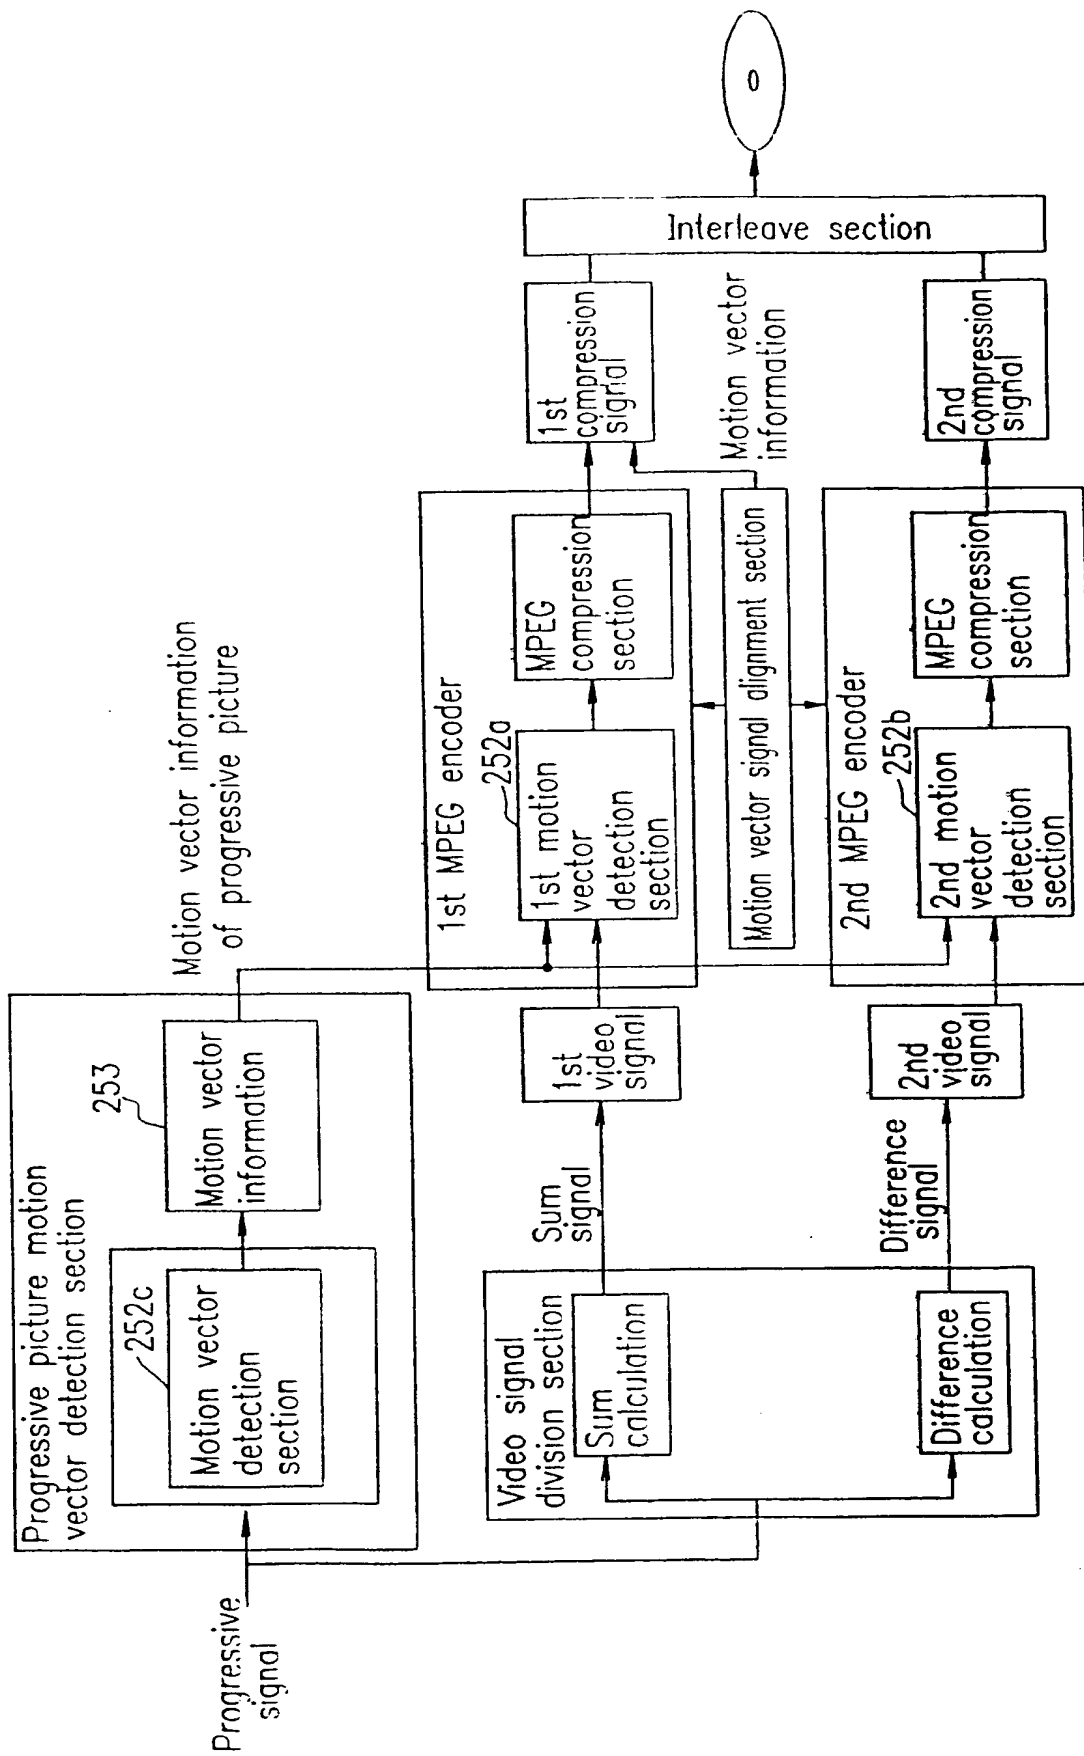 Progressive
signal
Progressive picture motion
vector detection section
252c
Motion vector
detection
section
253
Motion vector
information
Motion vector information
of progressive picture
Video signal
division section
Sum
calculation
Difference
calculation
Sum
signal
Difference
signal
1st
video
signal
2nd
video
signal
1st MPEG encoder
252a
1st motion
vector
detection
section
MPEG
compression
section
Motion vector signal alignment section
Motion vector
information
2nd MPEG encoder
252b
2nd motion
vector
detection
section
MPEG
compression
section
1st
compression
signal
2nd
compression
signal
Interleave section